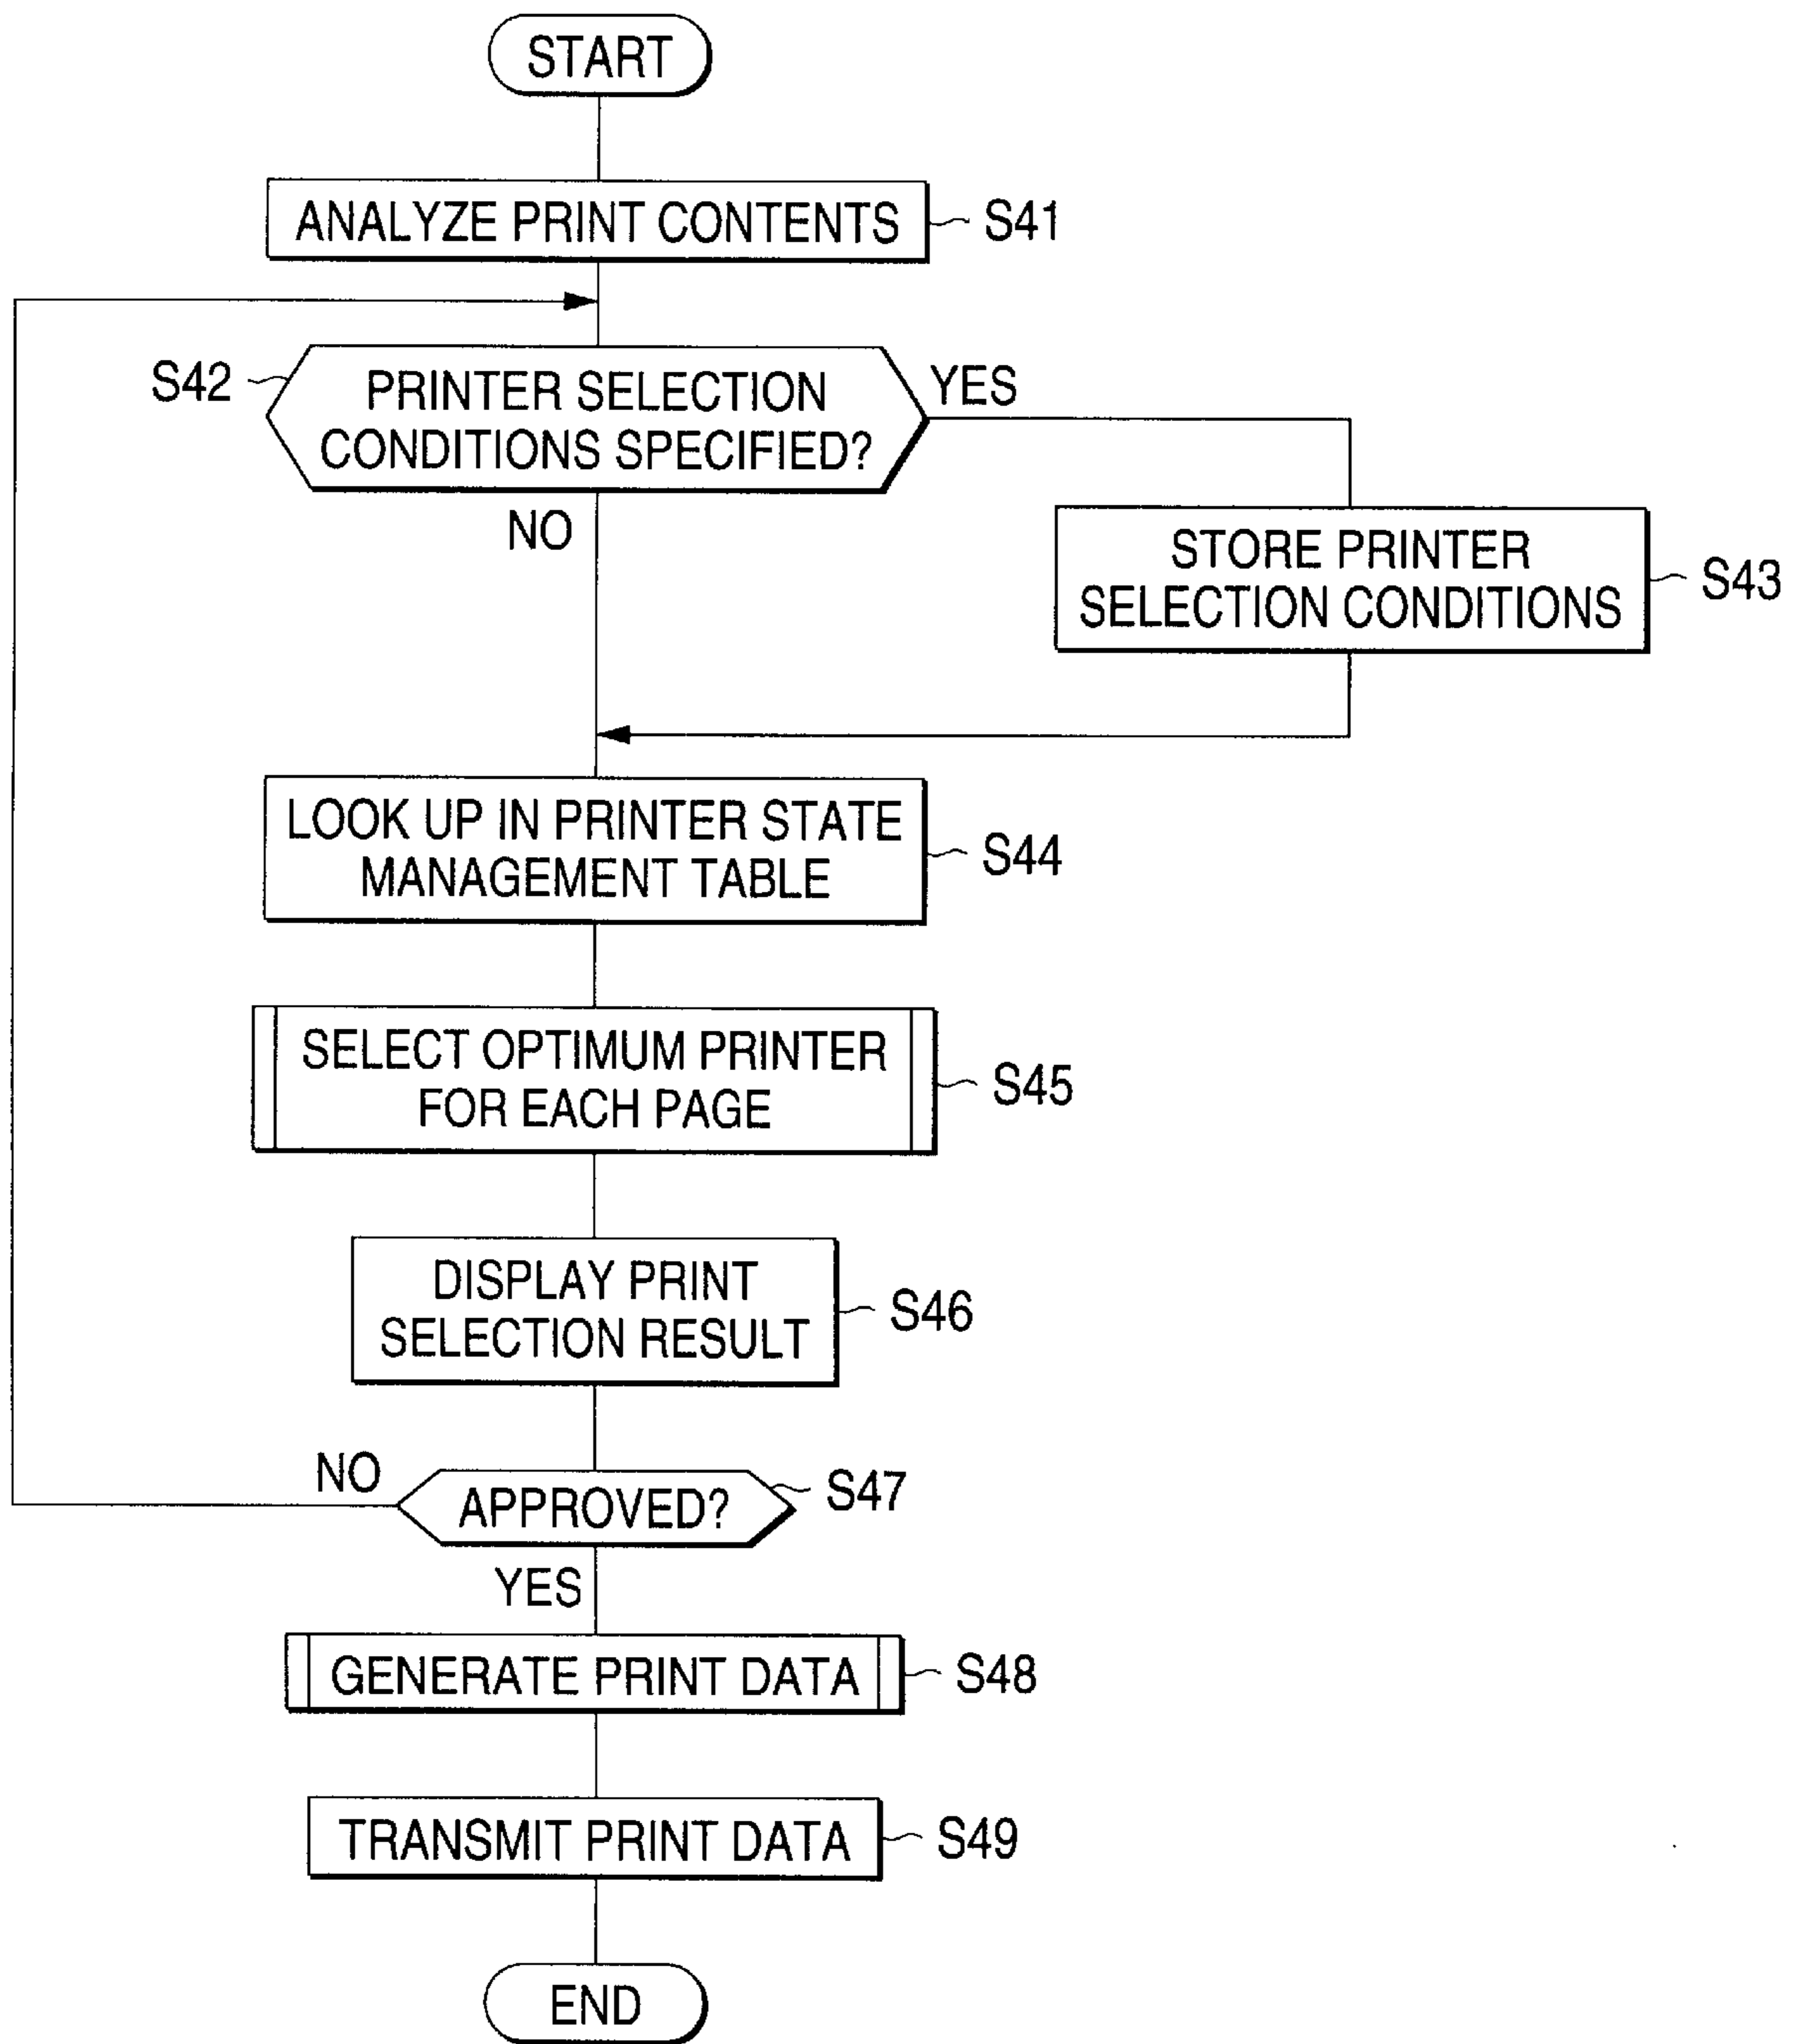 START
ANALYZE PRINT CONTENTS
S41
S42
PRINTER SELECTION
CONDITIONS SPECIFIED?
YES
NO
STORE PRINTER
SELECTION CONDITIONS
S43
LOOK UP IN PRINTER STATE
MANAGEMENT TABLE
S44
SELECT OPTIMUM PRINTER
FOR EACH PAGE
S45
DISPLAY PRINT
SELECTION RESULT
S46
NO
APPROVED?
S47
YES
GENERATE PRINT DATA
S48
TRANSMIT PRINT DATA
S49
END